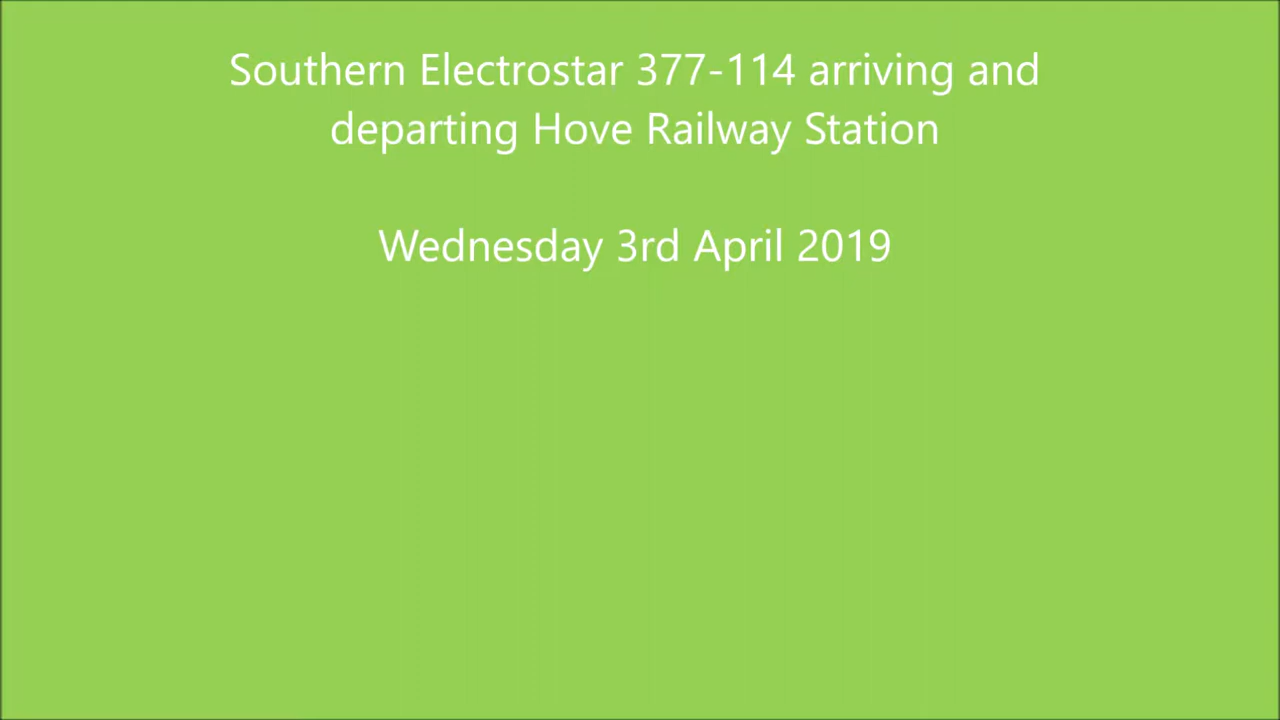 Southern Electrostar 377-114 arriving and
departing Hove Railway Station
Wednesday 3rd April 2019